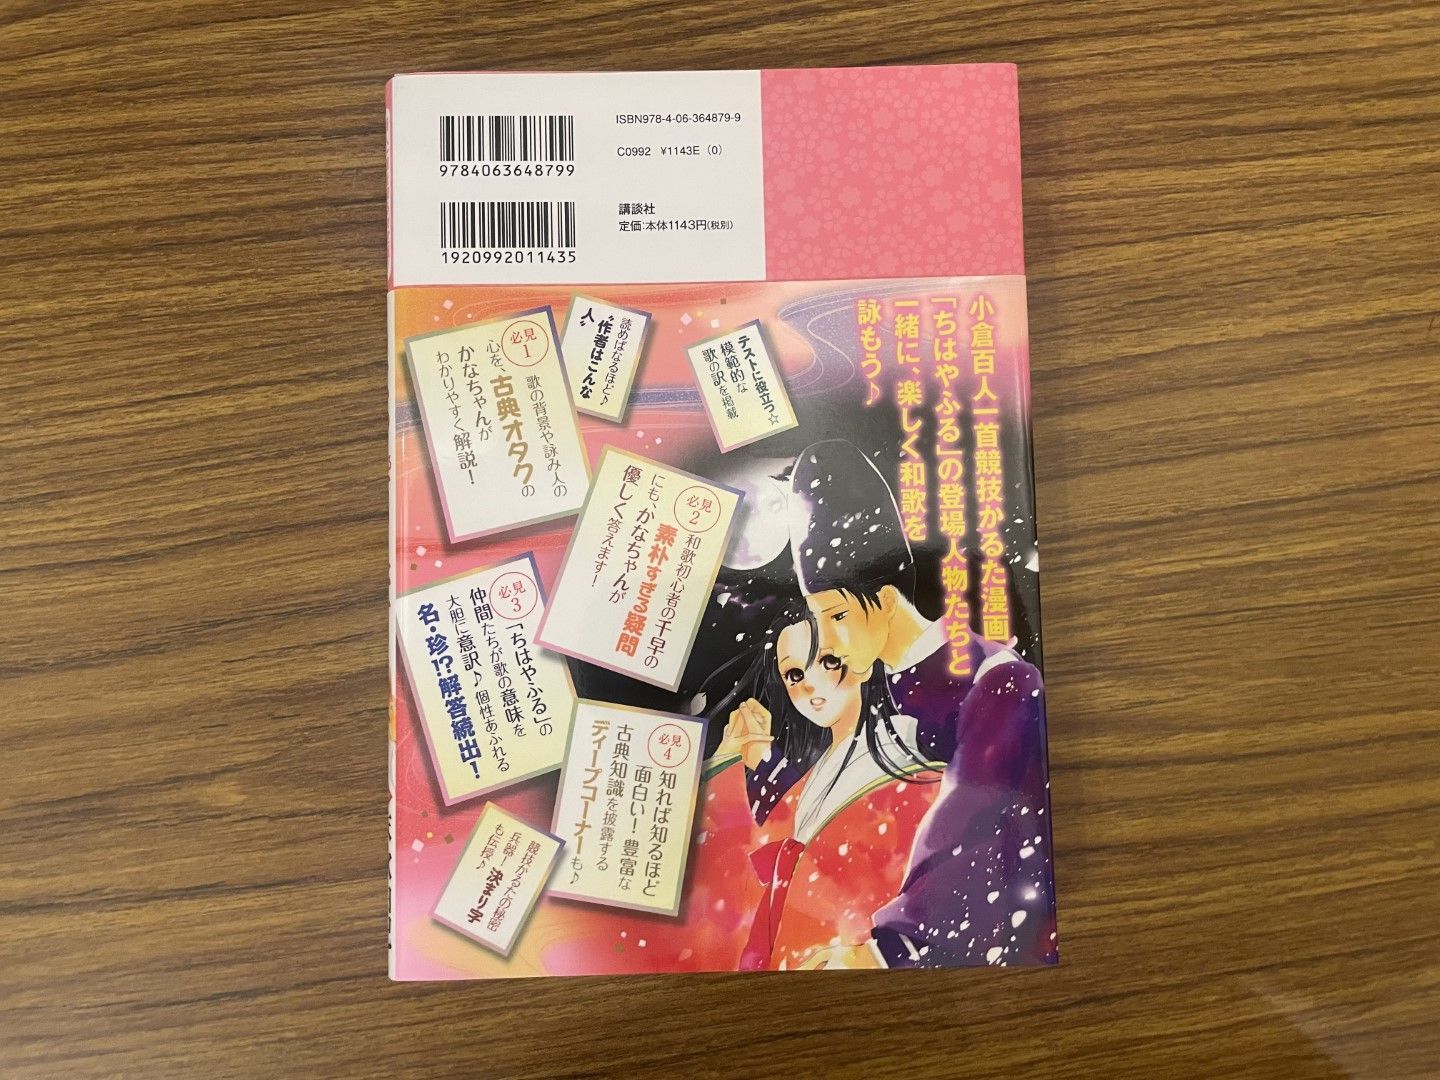 ISBN978-4-06-364879-9
9784063648799
C0992 ¥1143E (0)
講談社
定価:本体1143円(税別)
1920992011435
小倉百人一首競技かるた漫画
「ちはやふる」の登場人物たちと
一緒に、楽しく和歌を
詠もう♪
必見1
歌の背景や詠み人の
心を、古典オタクの
かなちゃんが
わかりやすく解説!
読めばなるほど♪
"作者はこんな
人"
テストに役立つ☆
模範的な
歌の訳を掲載
必見2
和歌初心者の千早の
素朴すぎる疑問
にも、かなちゃんが
優しく答えます!
必見3
「ちはやふる」の
仲間たちが歌の意味を
大胆に意訳♪ 個性あふれる
名・珍!?解答続出!
必見4
知れば知るほど
面白い! 豊富な
古典知識を披露する
ディープコーナーも♪
競技かるたの秘密
兵器! 決まり字
も伝授♪